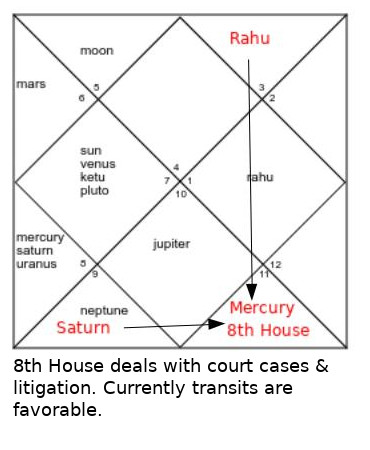 Rahu
moon
mars
5
6
3
2
sun
venus
ketu
pluto
4
7
1
10
rahu
mercury
saturn
uranus
jupiter
8
9
12
11
neptune
Saturn
Mercury
8th House
8th House deals with court cases &
litigation. Currently transits are
favorable.